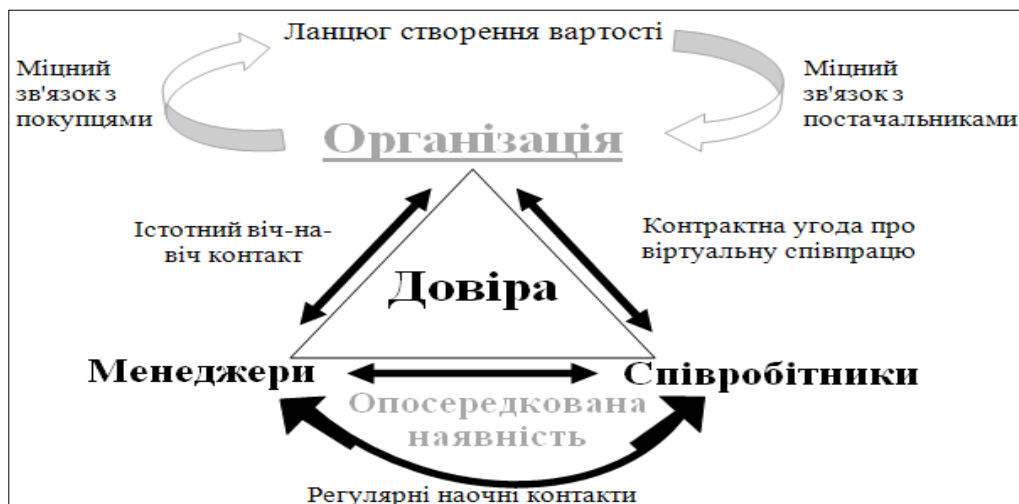 Ланцюг створення вартості
Міцний
зв'язок з
покупцями
Міцний
зв'язок з
постачальниками
Організація
Істотний віч-на-
віч контакт
Контрактна угода про
віртуальну співпрацю
Довіра
Менеджери
Співробітники
Опосередкована
наявність
Регулярні наочні контакти